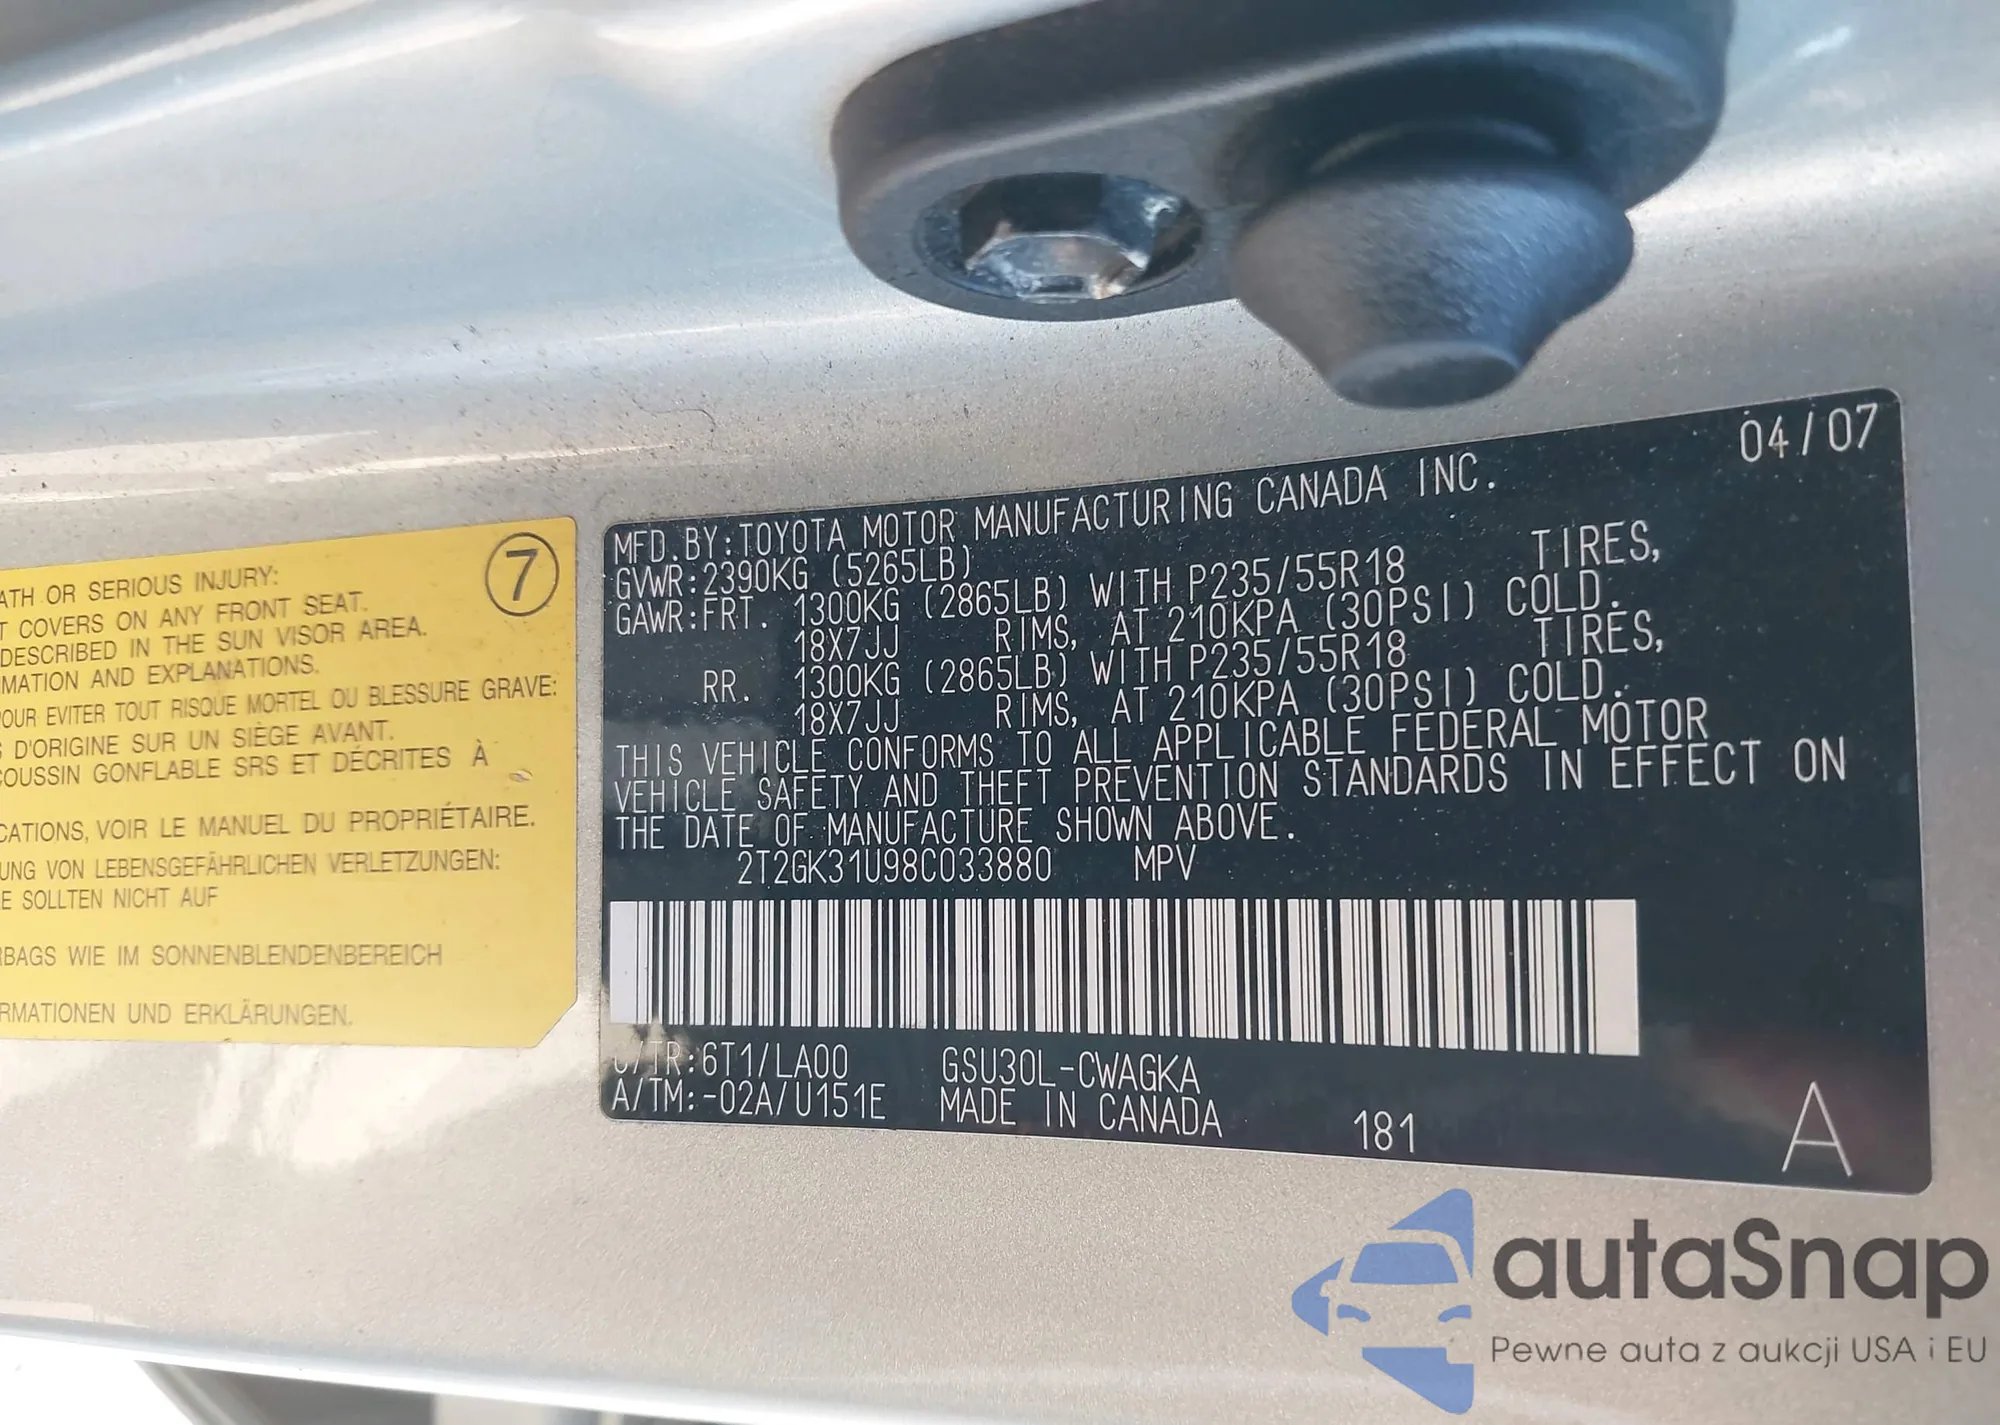 7
ATH OR SERIOUS INJURY:
T COVERS ON ANY FRONT SEAT.
DESCRIBED IN THE SUN VISOR AREA.
MATION AND EXPLANATIONS.
POUR EVITER TOUT RISQUE MORTEL OU BLESSURE GRAVE:
S D'ORIGINE SUR UN SIÈGE AVANT.
COUSSIN GONFLABLE SRS ET DÉCRITES À
CATIONS, VOIR LE MANUEL DU PROPRIÉTAIRE.
UNG VON LEBENSGEFÄHRLICHEN VERLETZUNGEN:
E SOLLTEN NICHT AUF
RBAGS WIE IM SONNENBLENDENBEREICH
RMATIONEN UND ERKLÄRUNGEN.
04/07
MFD.BY:TOYOTA MOTOR MANUFACTURING CANADA INC.
GVWR:2390KG (5265LB)
GAWR:FRT. 1300KG (2865LB) WITH P235/55R18 TIRES,
18X7JJ RIMS, AT 210KPA (30PSI) COLD.
RR. 1300KG (2865LB) WITH P235/55R18 TIRES,
18X7JJ RIMS, AT 210KPA (30PSI) COLD.
THIS VEHICLE CONFORMS TO ALL APPLICABLE FEDERAL MOTOR
VEHICLE SAFETY AND THEFT PREVENTION STANDARDS IN EFFECT ON
THE DATE OF MANUFACTURE SHOWN ABOVE.
2T2GK31U98C033880 MPV
C/TR:6T1/LA00 GSU30L-CWAGKA
A/TM:-02A/U151E MADE IN CANADA 181 A
autaSnap
Pewne auta z aukcji USA i EU